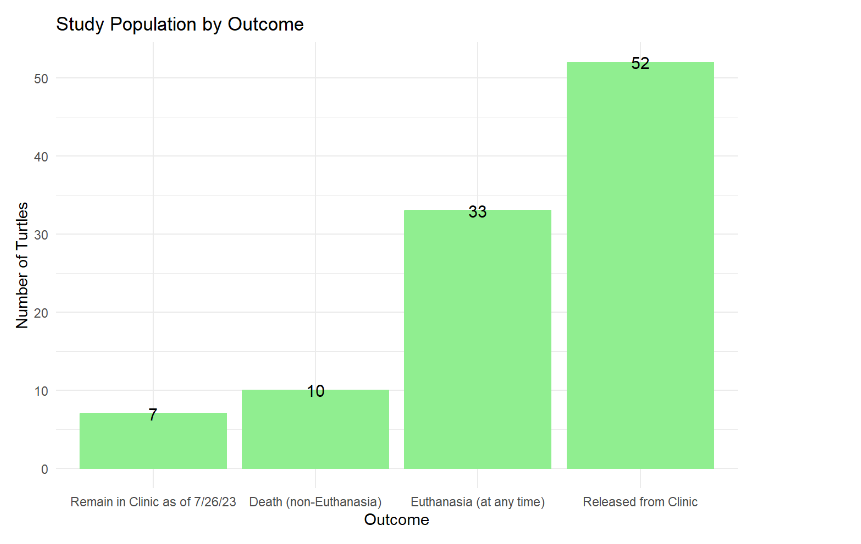 Study Population by Outcome
Number of Turtles
50
40
30
20
10
0
7
10
33
52
Remain in Clinic as of 7/26/23
Death (non-Euthanasia)
Euthanasia (at any time)
Released from Clinic
Outcome